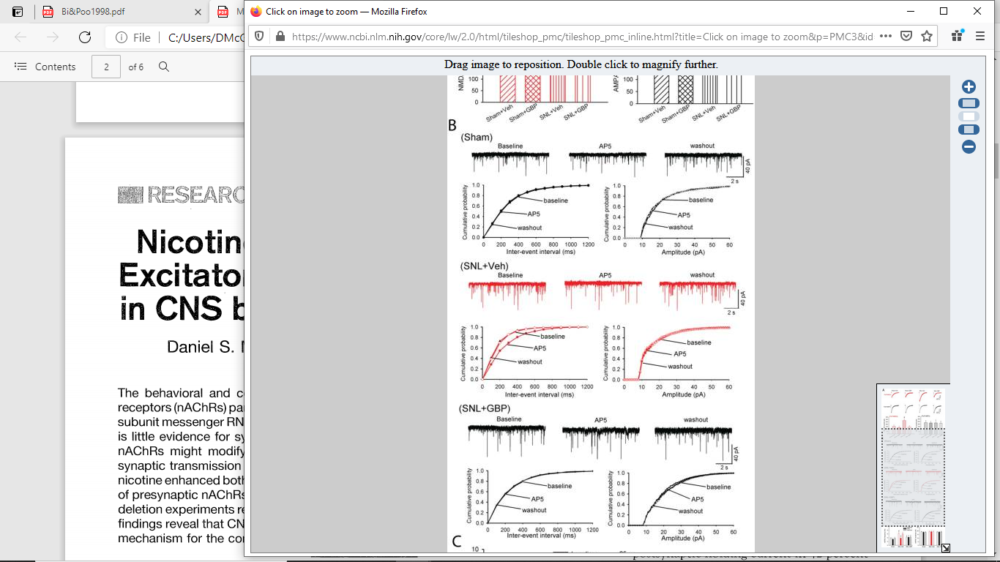 Bi&Poo1998.pdf
M
Click on image to zoom — Mozilla Firefox
File
C:/Users/DMcG
https://www.ncbi.nlm.nih.gov/core/lw/2.0/html/tileshop_pmc/tileshop_pmc_inline.html?title=Click on image to zoom&p=PMC3&id
Contents
2
of 6
Drag image to reposition. Double click to magnify further.
RESEARC
Nicotin
Excitato
in CNS b
Daniel S.
The behavioral and c
receptors (nAChRs) pa
subunit messenger RN
is little evidence for sy
nAChRs might modify
synaptic transmission
nicotine enhanced both
of presynaptic nAChRs
deletion experiments re
findings reveal that CN
mechanism for the co
NMD
100
50
0
Sham+Veh
Sham+GBP
SNL+Veh
SNL+GBP
AMPA
100
50
0
Sham+Veh
Sham+GBP
SNL+Veh
SNL+GBP
B
(Sham)
Baseline
AP5
washout
40 pA
2 s
Cumulative probability
1.0
0.8
0.6
0.4
0.2
0.0
baseline
AP5
washout
0 200 400 600 800 1000 1200
Inter-event interval (ms)
Cumulative probability
1.0
0.8
0.6
0.4
0.2
0.0
baseline
AP5
washout
0 10 20 30 40 50 60
Amplitude (pA)
(SNL+Veh)
Baseline
AP5
washout
40 pA
2 s
Cumulative probability
1.0
0.8
0.6
0.4
0.2
0.0
baseline
AP5
washout
0 200 400 600 800 1000 1200
Inter-event interval (ms)
Cumulative probability
1.0
0.8
0.6
0.4
0.2
0.0
baseline
AP5
washout
0 10 20 30 40 50 60
Amplitude (pA)
(SNL+GBP)
Baseline
AP5
washout
40 pA
2 s
Cumulative probability
1.0
0.8
0.6
0.4
0.2
0.0
baseline
AP5
washout
0 200 400 600 800 1000 1200
Inter-event interval (ms)
Cumulative probability
1.0
0.8
0.6
0.4
0.2
0.0
baseline
AP5
washout
0 10 20 30 40 50 60
Amplitude (pA)
C
10